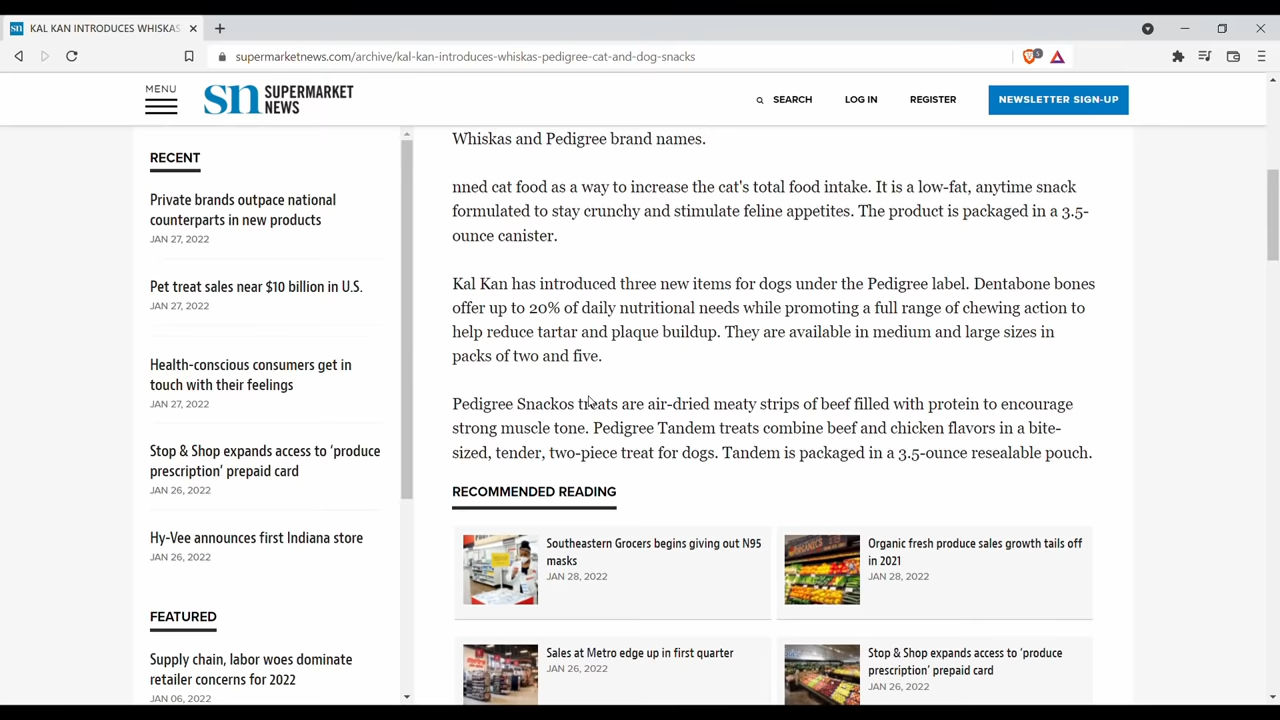 KAL KAN INTRODUCES WHISKAS
supermarketnews.com/archive/kal-kan-introduces-whiskas-pedigree-cat-and-dog-snacks
5
MENU
sn SUPERMARKET
NEWS
SEARCH
LOG IN
REGISTER
NEWSLETTER SIGN-UP
RECENT
Private brands outpace national
counterparts in new products
JAN 27, 2022
Pet treat sales near $10 billion in U.S.
JAN 27, 2022
Health-conscious consumers get in
touch with their feelings
JAN 27, 2022
Stop & Shop expands access to ‘produce
prescription’ prepaid card
JAN 26, 2022
Hy-Vee announces first Indiana store
JAN 26, 2022
FEATURED
Supply chain, labor woes dominate
retailer concerns for 2022
JAN 06, 2022
Whiskas and Pedigree brand names.
nned cat food as a way to increase the cat's total food intake. It is a low-fat, anytime snack
formulated to stay crunchy and stimulate feline appetites. The product is packaged in a 3.5-
ounce canister.
Kal Kan has introduced three new items for dogs under the Pedigree label. Dentabone bones
offer up to 20% of daily nutritional needs while promoting a full range of chewing action to
help reduce tartar and plaque buildup. They are available in medium and large sizes in
packs of two and five.
Pedigree Snackos treats are air-dried meaty strips of beef filled with protein to encourage
strong muscle tone. Pedigree Tandem treats combine beef and chicken flavors in a bite-
sized, tender, two-piece treat for dogs. Tandem is packaged in a 3.5-ounce resealable pouch.
RECOMMENDED READING
Southeastern Grocers begins giving out N95
masks
JAN 28, 2022
Organic fresh produce sales growth tails off
in 2021
JAN 28, 2022
Sales at Metro edge up in first quarter
JAN 26, 2022
Stop & Shop expands access to ‘produce
prescription’ prepaid card
JAN 26, 2022